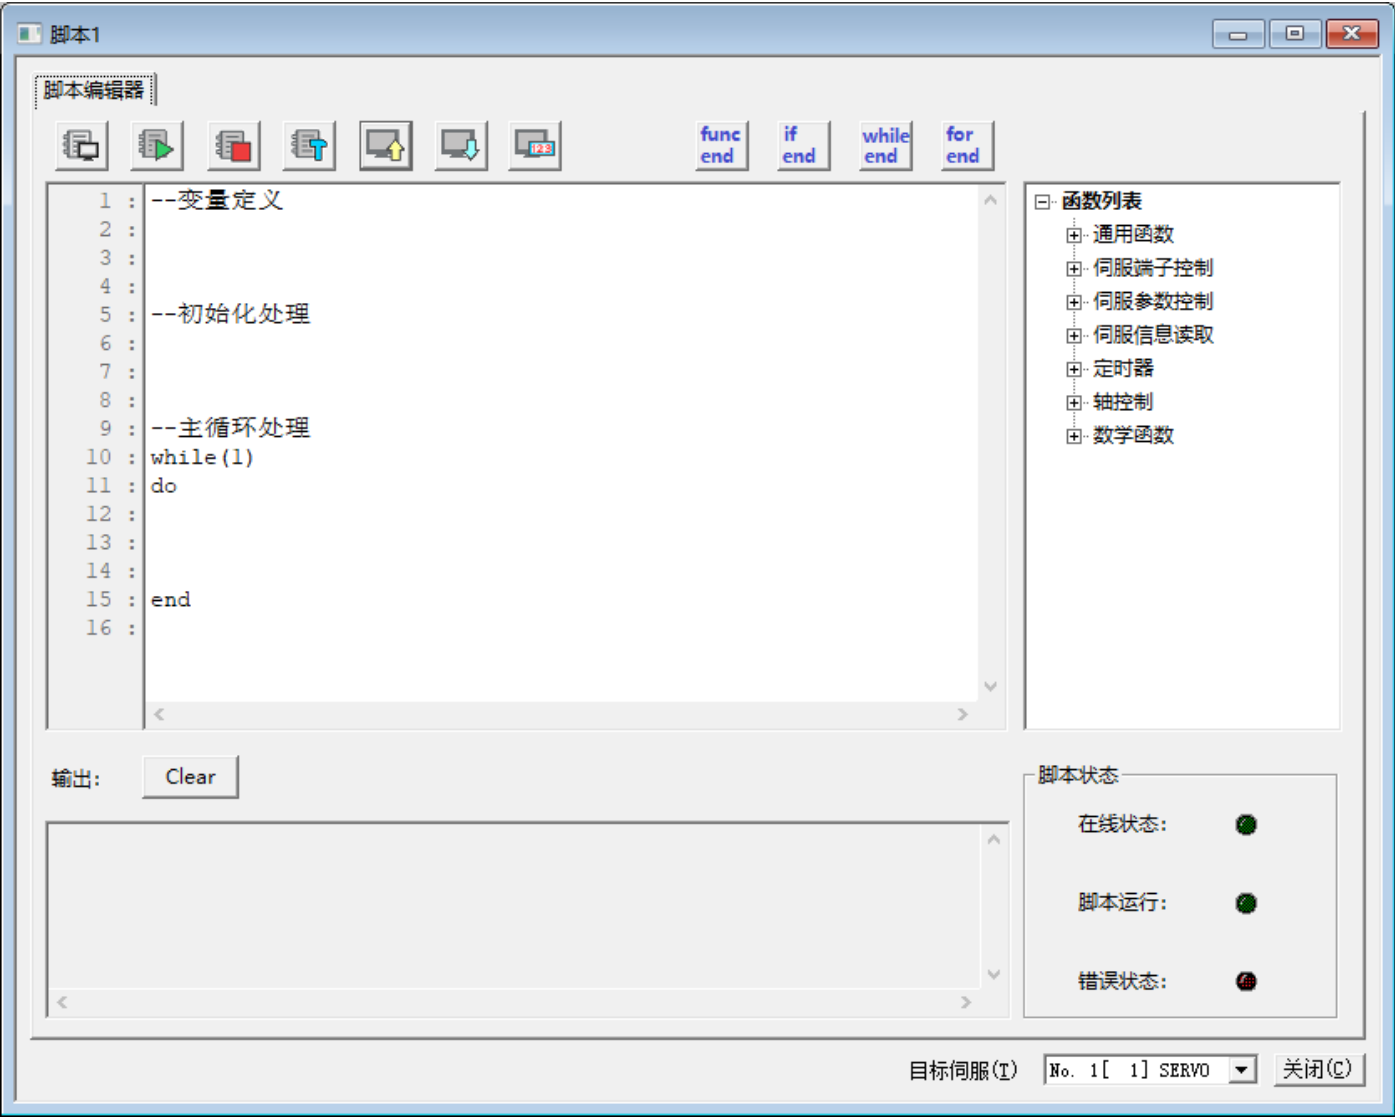 脚本1
脚本编辑器
123
func
end
if
end
while
end
for
end
1 : --变量定义
2 :
3 :
4 :
5 : --初始化处理
6 :
7 :
8 :
9 : --主循环处理
10 : while(1)
11 : do
12 :
13 :
14 :
15 : end
16 :
函数列表
通用函数
伺服端子控制
伺服参数控制
伺服信息读取
定时器
轴控制
数学函数
输出:
Clear
脚本状态
在线状态:
脚本运行:
错误状态:
目标伺服(T)
No. 1[ 1] SERVO
关闭(C)